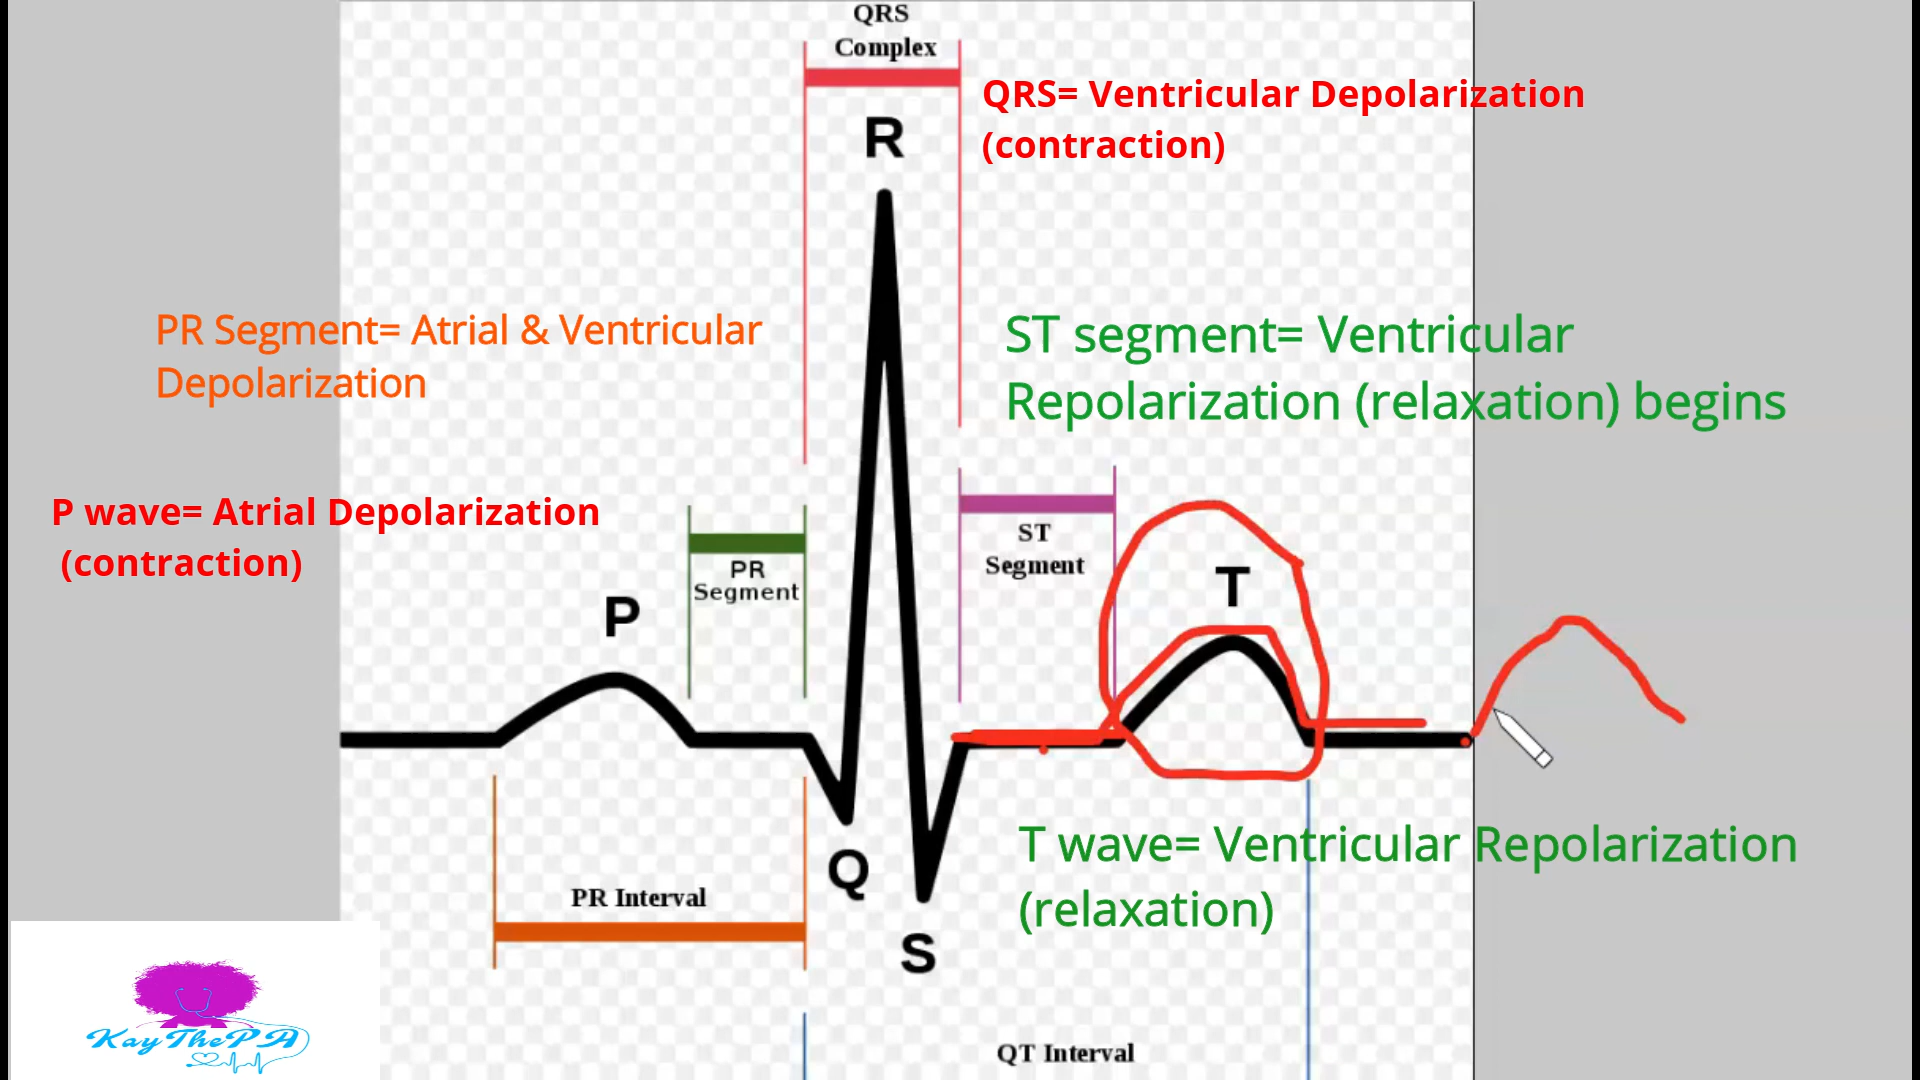 QRS
Complex
QRS= Ventricular Depolarization
(contraction)
R
PR Segment= Atrial & Ventricular
Depolarization
ST segment= Ventricular
Repolarization (relaxation) begins
P wave= Atrial Depolarization
(contraction)
PR
Segment
ST
Segment
P
T
Q
S
PR Interval
T wave= Ventricular Repolarization
(relaxation)
KayThePA
QT Interval